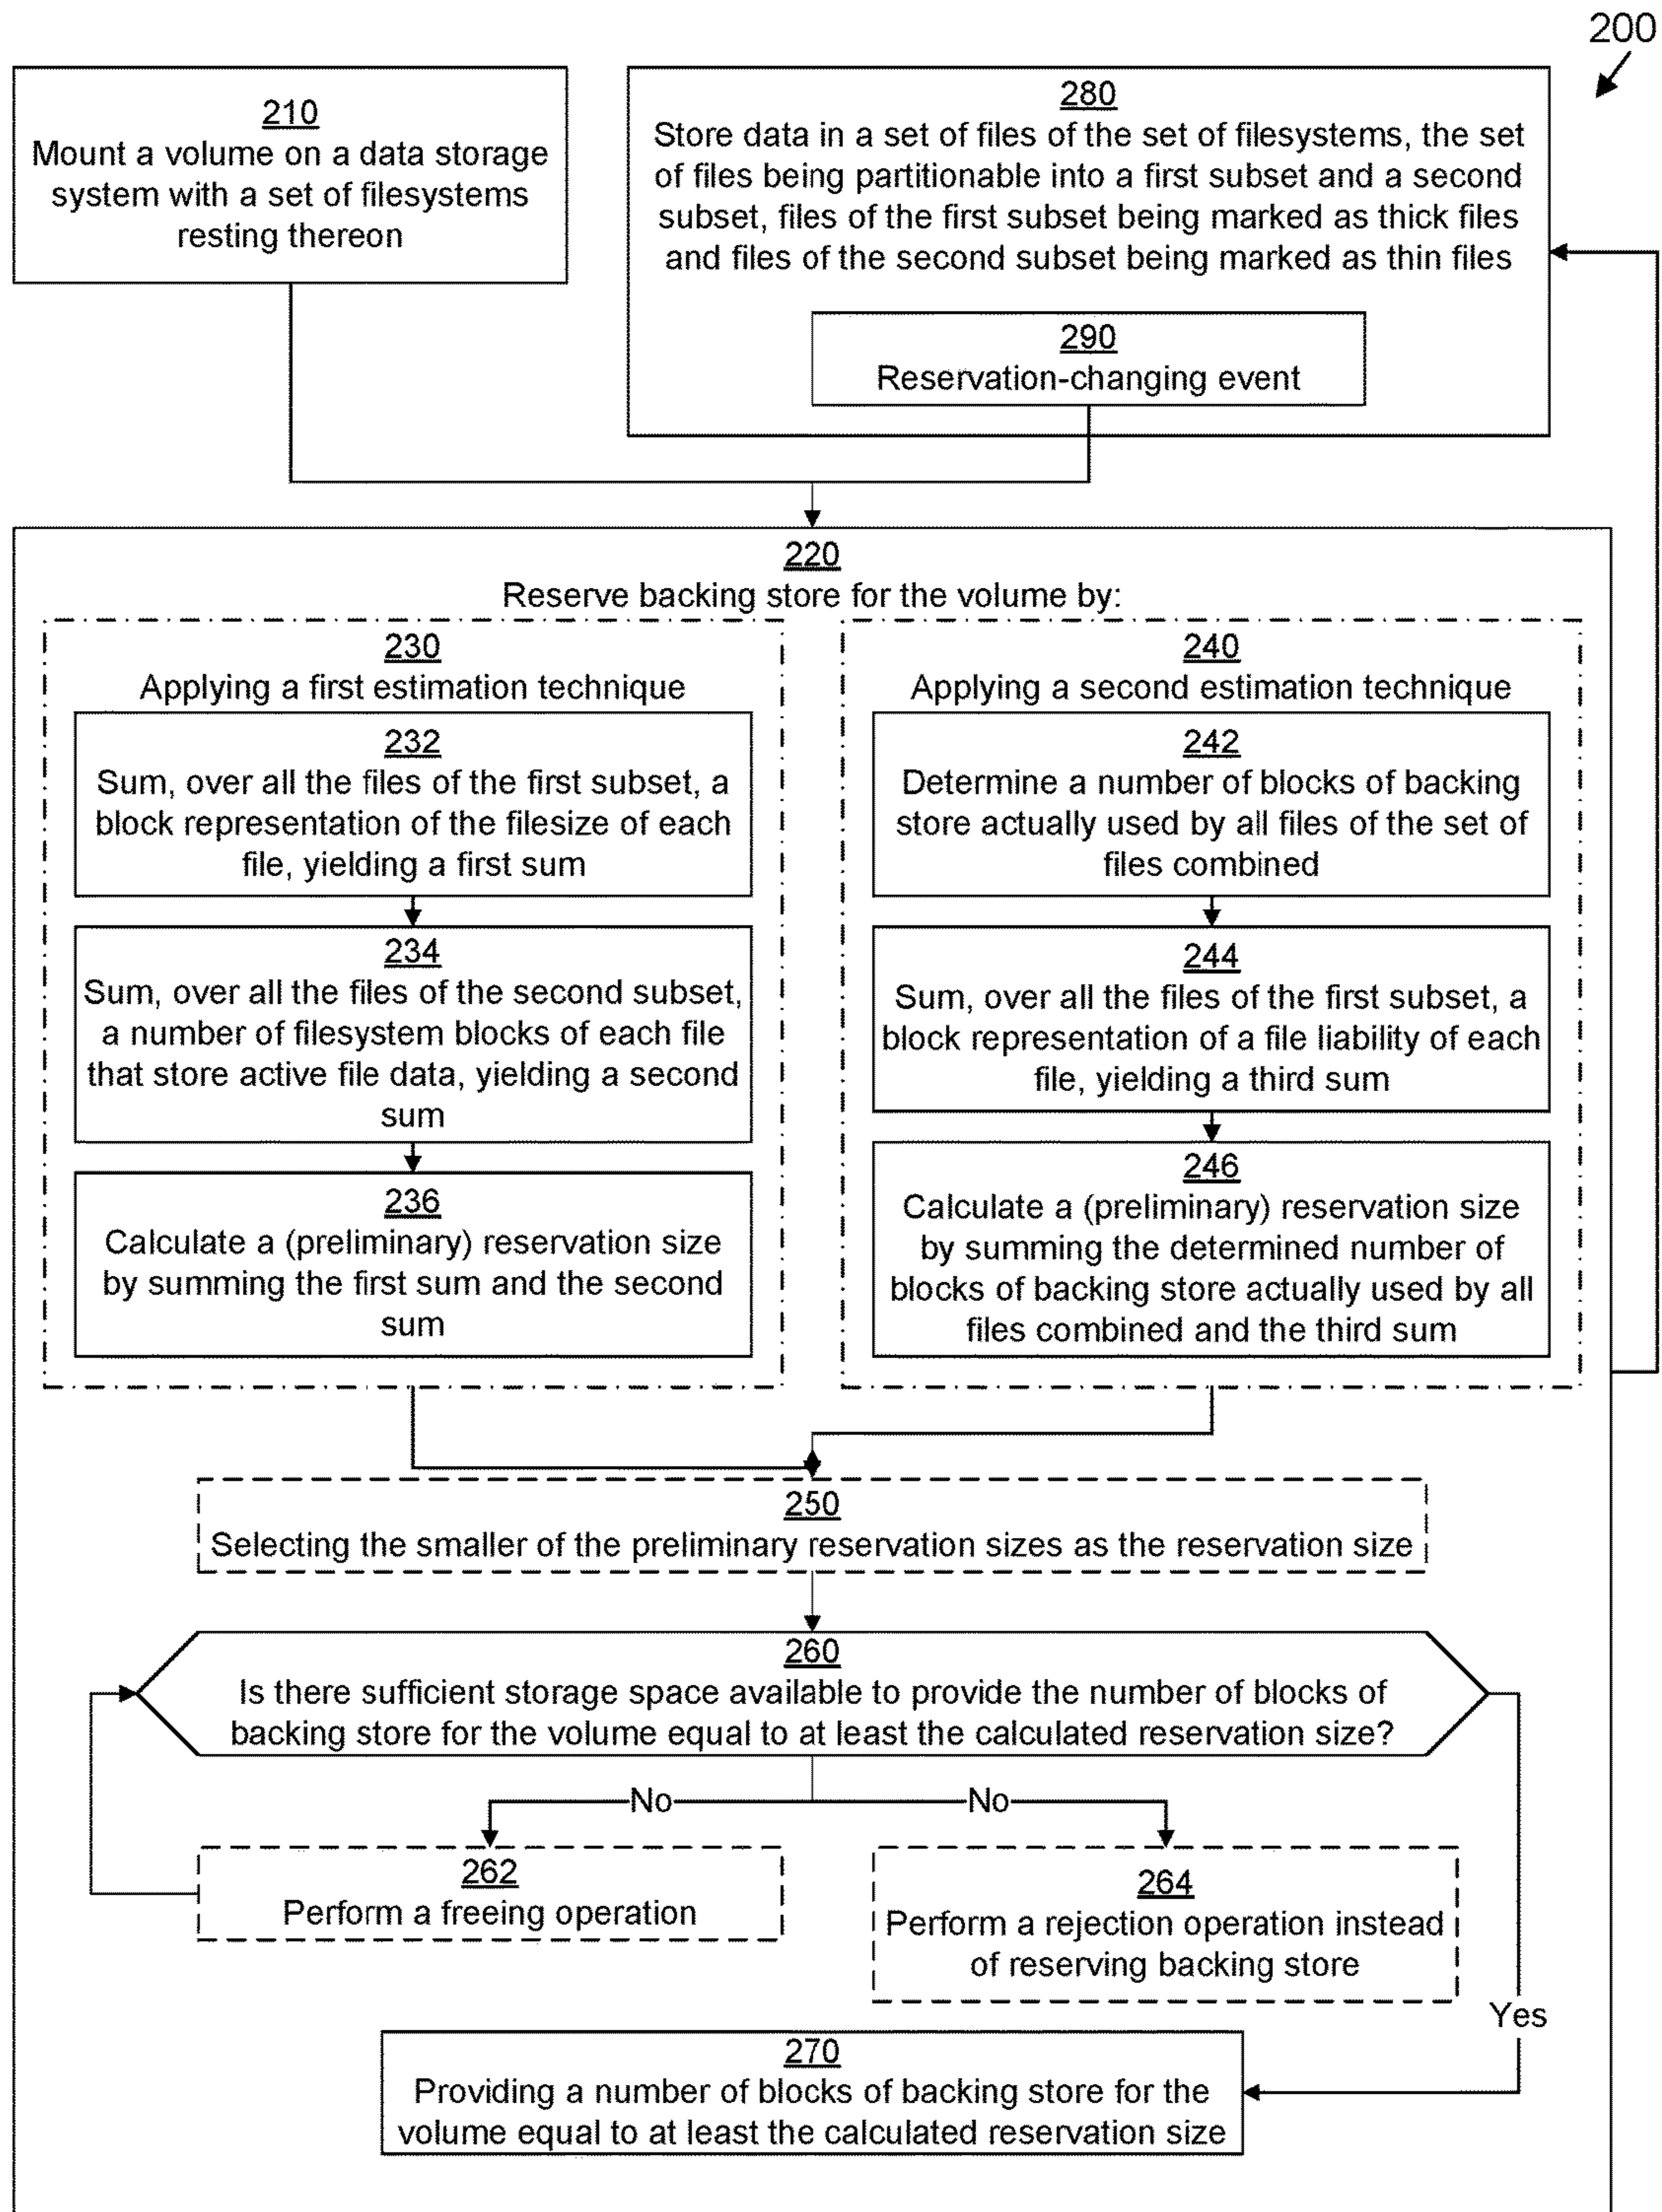 200
210
Mount a volume on a data storage
system with a set of filesystems
resting thereon
280
Store data in a set of files of the set of filesystems, the set
of files being partitionable into a first subset and a second
subset, files of the first subset being marked as thick files
and files of the second subset being marked as thin files
290
Reservation-changing event
220
Reserve backing store for the volume by:
230
Applying a first estimation technique
232
Sum, over all the files of the first subset, a
block representation of the filesize of each
file, yielding a first sum
234
Sum, over all the files of the second subset,
a number of filesystem blocks of each file
that store active file data, yielding a second
sum
236
Calculate a (preliminary) reservation size
by summing the first sum and the second
sum
240
Applying a second estimation technique
242
Determine a number of blocks of backing
store actually used by all files of the set of
files combined
244
Sum, over all the files of the first subset, a
block representation of a file liability of each
file, yielding a third sum
246
Calculate a (preliminary) reservation size
by summing the determined number of
blocks of backing store actually used by all
files combined and the third sum
250
Selecting the smaller of the preliminary reservation sizes as the reservation size
260
Is there sufficient storage space available to provide the number of blocks of
backing store for the volume equal to at least the calculated reservation size?
No
No
262
Perform a freeing operation
264
Perform a rejection operation instead
of reserving backing store
Yes
270
Providing a number of blocks of backing store for the
volume equal to at least the calculated reservation size